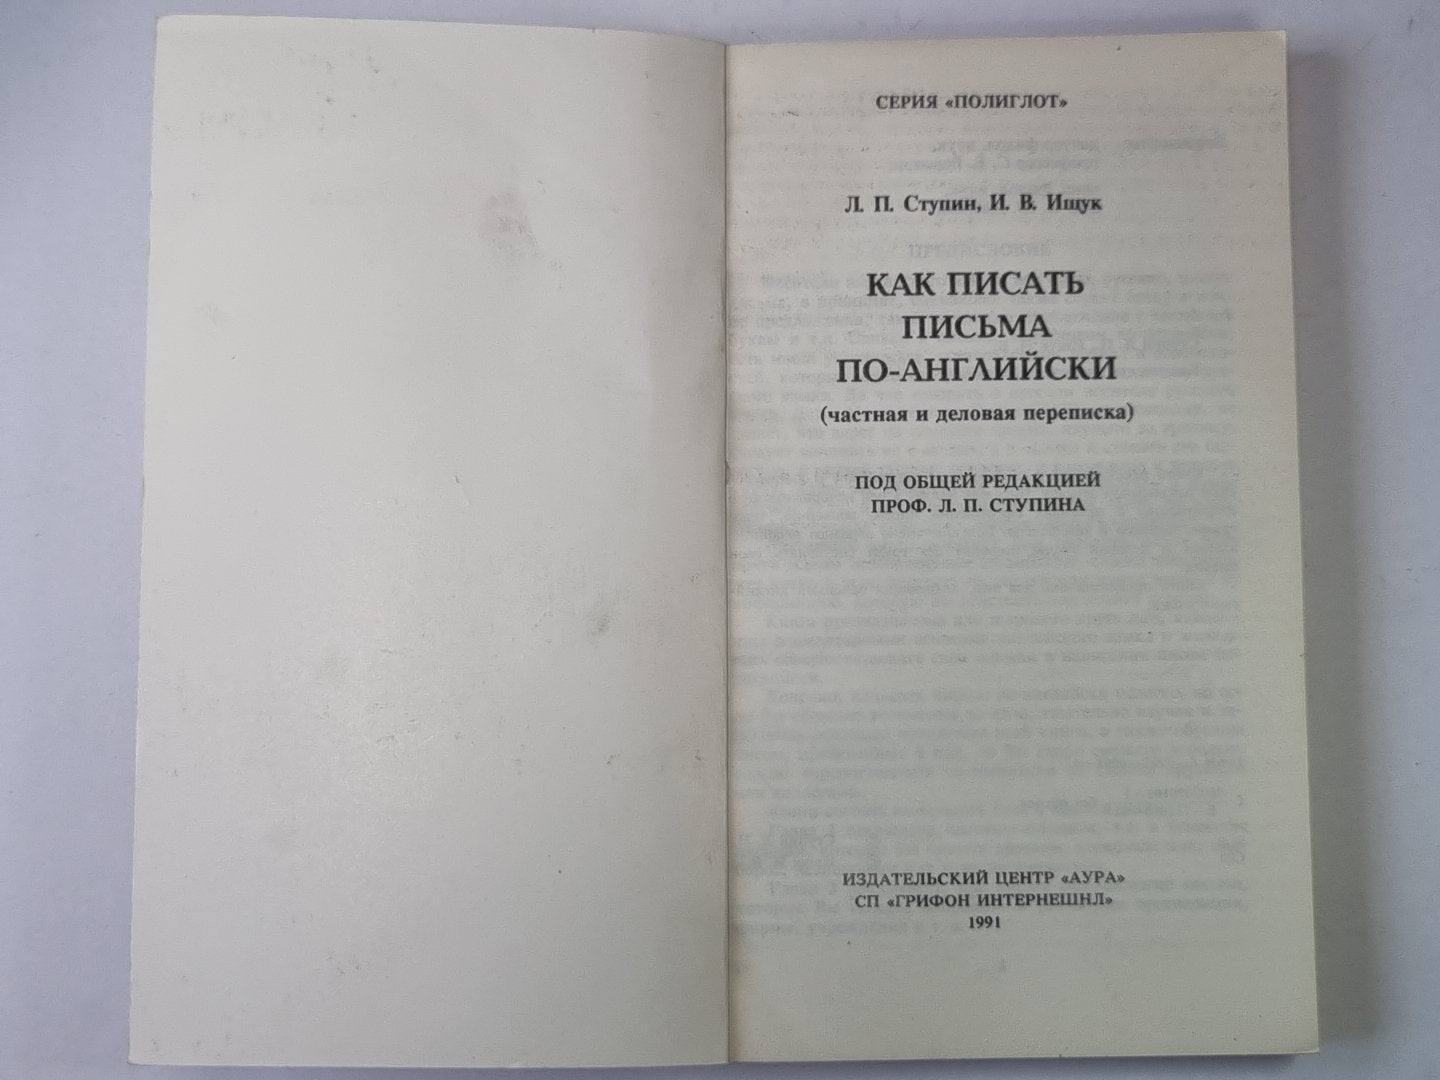 СЕРИЯ «ПОЛИГЛОТ»
Л. П. Ступин, И. В. Ищук
КАК ПИСАТЬ
ПИСЬМА
ПО-АНГЛИЙСКИ
(частная и деловая переписка)
ПОД ОБЩЕЙ РЕДАКЦИЕЙ
ПРОФ. Л. П. СТУПИНА
ИЗДАТЕЛЬСКИЙ ЦЕНТР «АУРА»
СП «ГРИФОН ИНТЕРНЕШНЛ»
1991